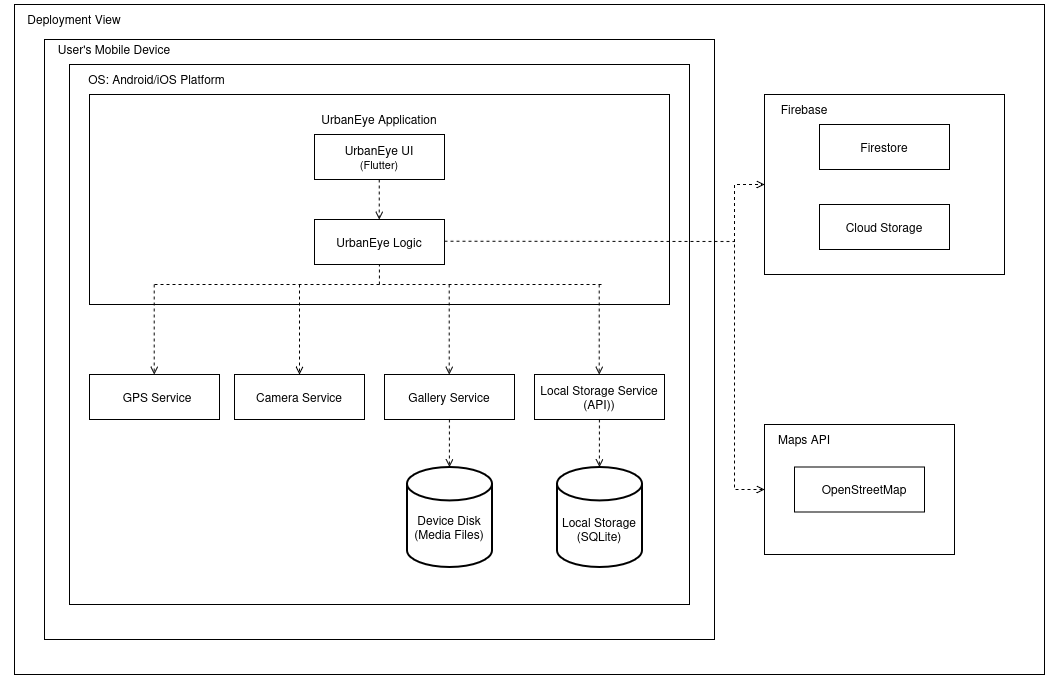 Deployment View
User's Mobile Device
OS: Android/iOS Platform
UrbanEye Application
UrbanEye UI
(Flutter)
UrbanEye Logic
GPS Service
Camera Service
Gallery Service
Local Storage Service
(API))
Device Disk
(Media Files)
Local Storage
(SQLite)
Firebase
Firestore
Cloud Storage
Maps API
OpenStreetMap